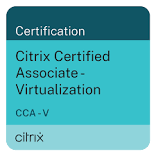 Certification
Citrix Certified
Associate -
Virtualization
CCA - V
citrix